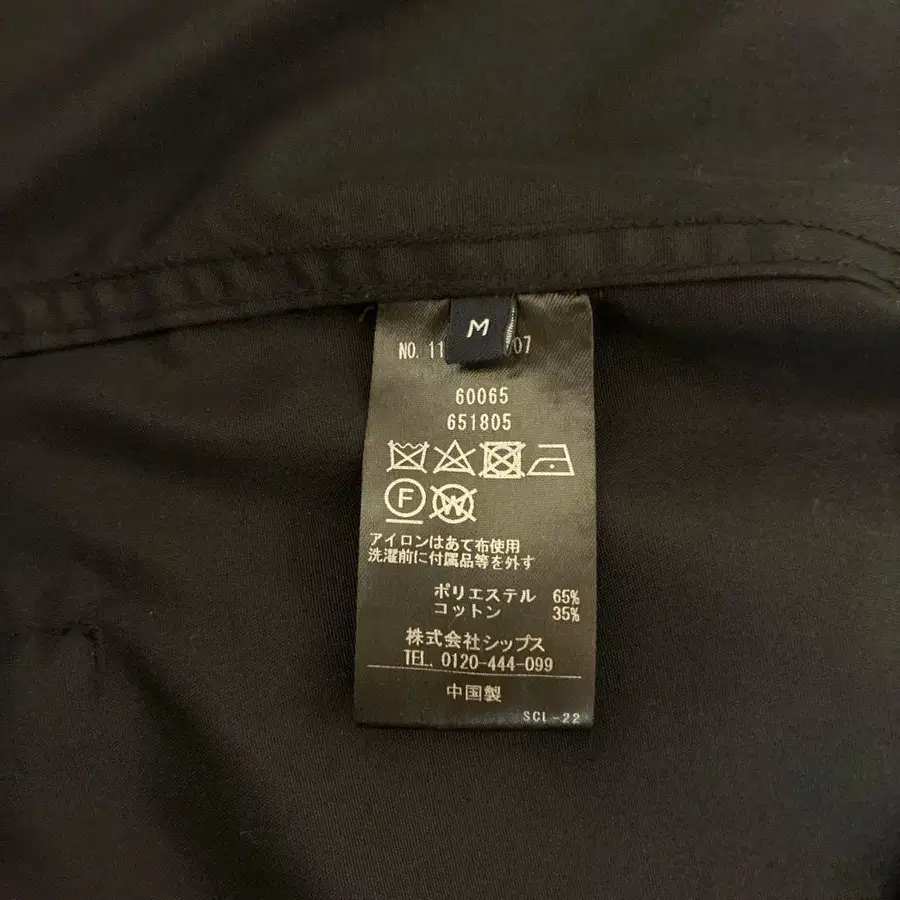 M
NO. 11 07
60065
651805
F W
アイロンはあて布使用
洗濯前に付属品等を外す
ポリエステル 65%
コットン 35%
株式会社シップス
TEL. 0120-444-099
中国製
SCL-22